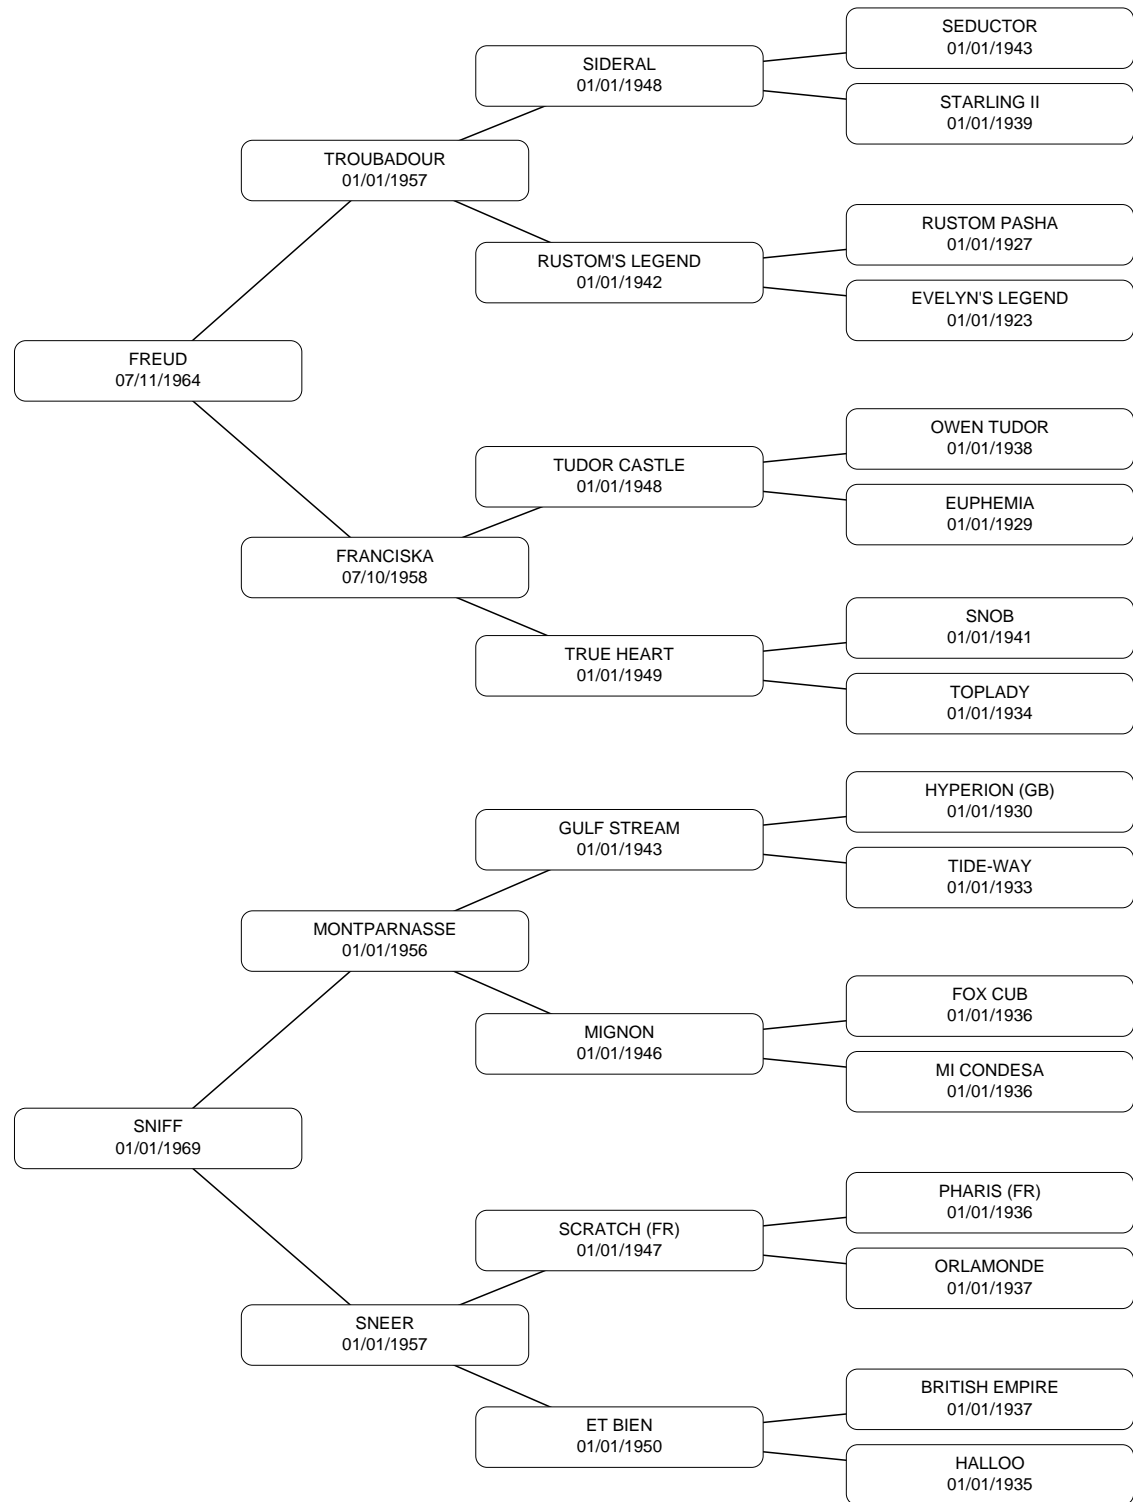 SEDUCTOR
01/01/1943
SIDERAL
01/01/1948
STARLING II
01/01/1939
TROUBADOUR
01/01/1957
RUSTOM PASHA
01/01/1927
RUSTOM'S LEGEND
01/01/1942
EVELYN'S LEGEND
01/01/1923
FREUD
07/11/1964
OWEN TUDOR
01/01/1938
TUDOR CASTLE
01/01/1948
EUPHEMIA
01/01/1929
FRANCISKA
07/10/1958
SNOB
01/01/1941
TRUE HEART
01/01/1949
TOPLADY
01/01/1934
HYPERION (GB)
01/01/1930
GULF STREAM
01/01/1943
TIDE-WAY
01/01/1933
MONTPARNASSE
01/01/1956
FOX CUB
01/01/1936
MIGNON
01/01/1946
MI CONDESA
01/01/1936
SNIFF
01/01/1969
PHARIS (FR)
01/01/1936
SCRATCH (FR)
01/01/1947
ORLAMONDE
01/01/1937
SNEER
01/01/1957
BRITISH EMPIRE
01/01/1937
ET BIEN
01/01/1950
HALLOO
01/01/1935